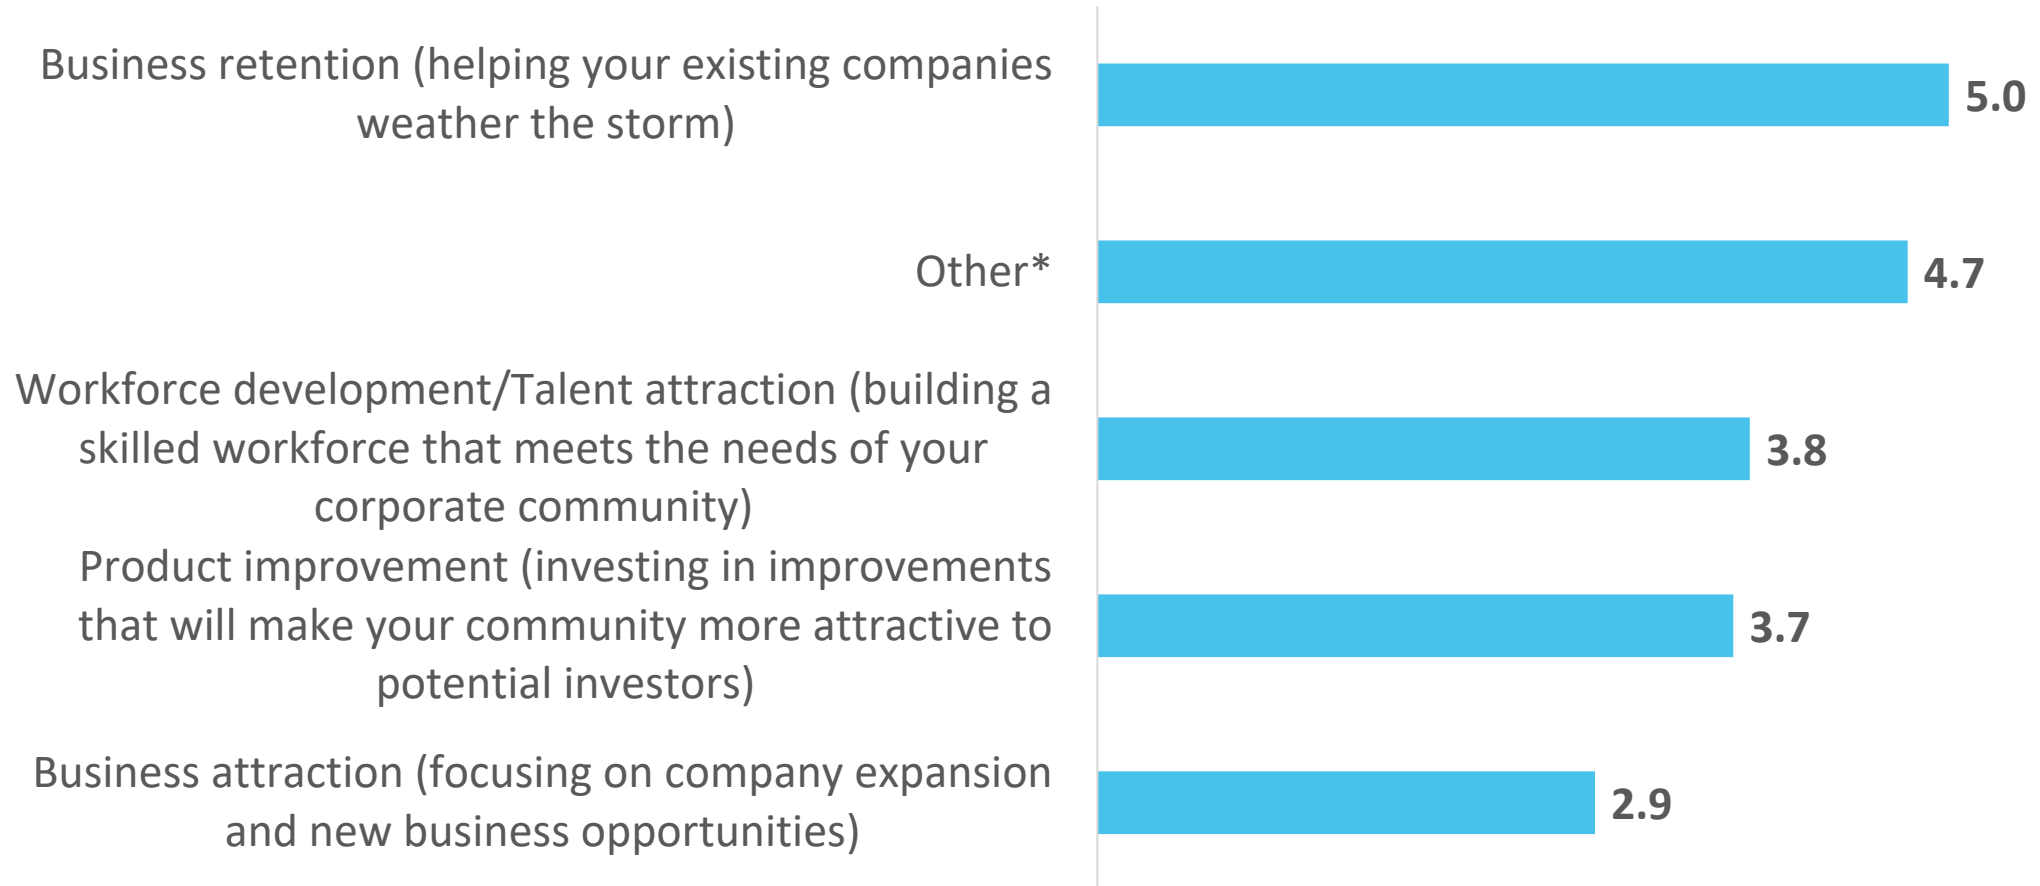 Business retention (helping your existing companies
weather the storm)
5.0
Other*
4.7
Workforce development/Talent attraction (building a
skilled workforce that meets the needs of your
corporate community)
3.8
Product improvement (investing in improvements
that will make your community more attractive to
potential investors)
3.7
Business attraction (focusing on company expansion
and new business opportunities)
2.9